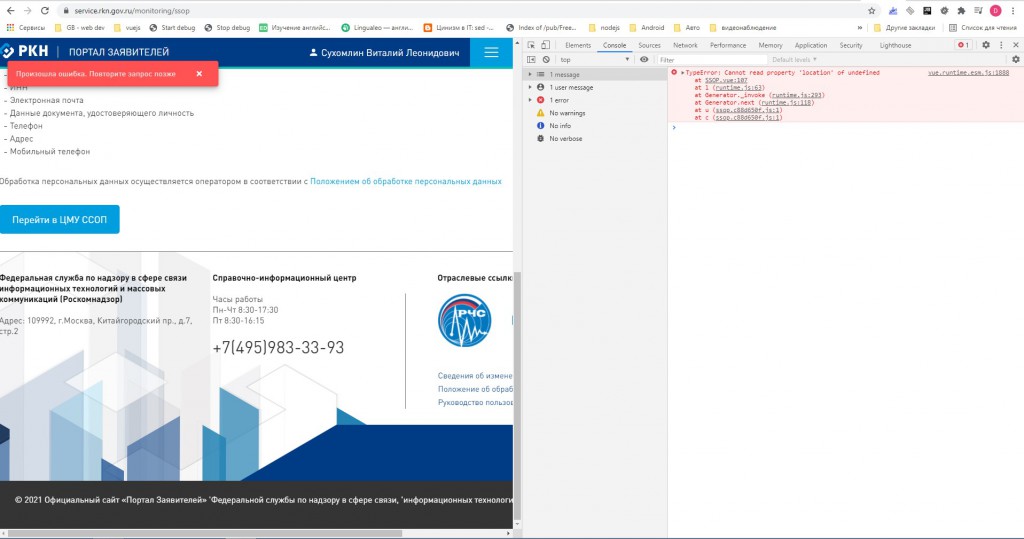 service.rkn.gov.ru/monitoring/ssop
Сервисы
GB - web dev
vuejs
Start debug
Stop debug
Изучение английс...
Lingualeo — англи...
Цинизм в IT: sed -...
Index of /pub/Free...
nodejs
Android
Авто
видеонаблюдение
»
Другие закладки
Список для чтения
РКН
ПОРТАЛ ЗАЯВИТЕЛЕЙ
Сухомлин Виталий Леонидович
Произошла ошибка. Повторите запрос позже
- ИНН
- Электронная почта
- Данные документа, удостоверяющего личность
- Телефон
- Адрес
- Мобильный телефон
Обработка персональных данных осуществляется оператором в соответствии с Положением об обработке персональных данных
Перейти в ЦМУ ССОП
Федеральная служба по надзору в сфере связи
информационных технологий и массовых
коммуникаций (Роскомнадзор)
Адрес: 109992, г.Москва, Китайгородский пр., д.7,
стр.2
Справочно-информационный центр
Часы работы
Пн-Чт 8:30-17:30
Пт 8:30-16:15
+7(495)983-33-93
Отраслевые ссылк
РЧС
Сведения об измене
Положение об обраб
Руководство пользов
© 2021 Официальный сайт «Портал Заявителей» 'Федеральной службы по надзору в сфере связи, 'информационных технологи
Elements
Console
Sources
Network
Performance
Memory
Application
Security
Lighthouse
1
top
Filter
Default levels
1 message
1 user message
1 error
No warnings
No info
No verbose
TypeError: Cannot read property 'location' of undefined
vue.runtime.esm.js:1888
at SSOP.vue:107
at l (runtime.js:63)
at Generator._invoke (runtime.js:293)
at Generator.next (runtime.js:118)
at u (ssop.c88d650f.js:1)
at c (ssop.c88d650f.js:1)